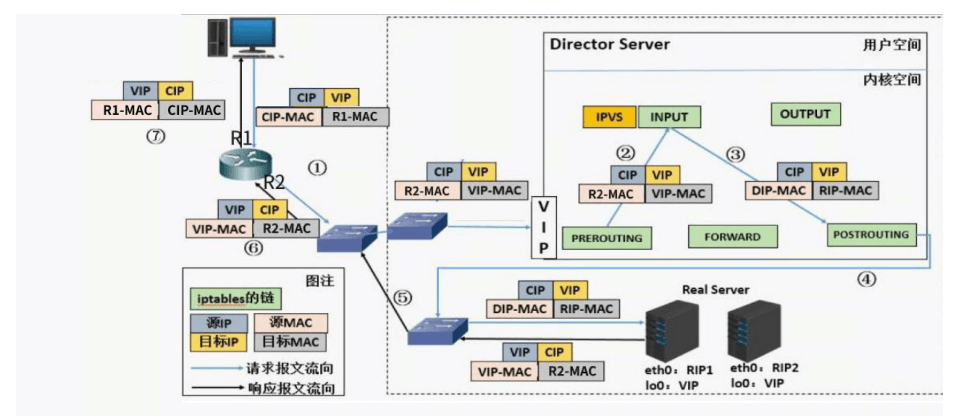 Director Server
用户空间
内核空间
IPVS
INPUT
OUTPUT
②
③
CIP VIP
R2-MAC VIP-MAC
CIP VIP
DIP-MAC RIP-MAC
PREROUTING
FORWARD
POSTROUTING
VIP
④
VIP CIP
R1-MAC CIP-MAC
⑦
CIP VIP
CIP-MAC R1-MAC
R1
①
R2
CIP VIP
R2-MAC VIP-MAC
VIP CIP
VIP-MAC R2-MAC
⑥
⑤
图注
iptables的链
源IP 源MAC
目标IP 目标MAC
请求报文流向
响应报文流向
CIP VIP
DIP-MAC RIP-MAC
VIP CIP
VIP-MAC R2-MAC
Real Server
eth0：RIP1
lo0：VIP
eth0：RIP2
lo0：VIP